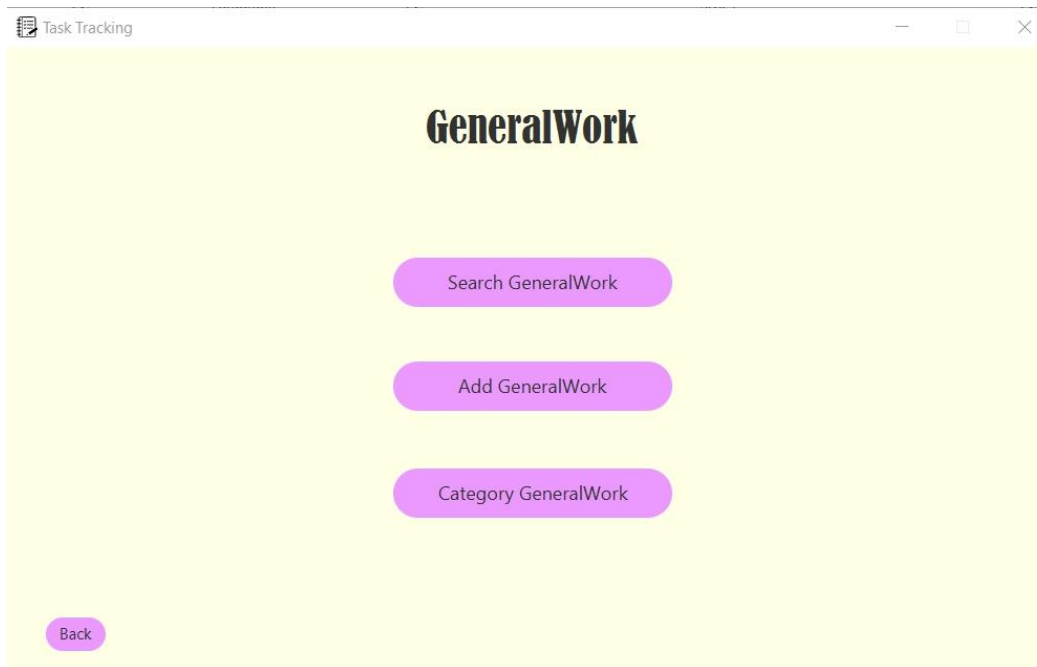 Task Tracking
GeneralWork
Search GeneralWork
Add GeneralWork
Category GeneralWork
Back